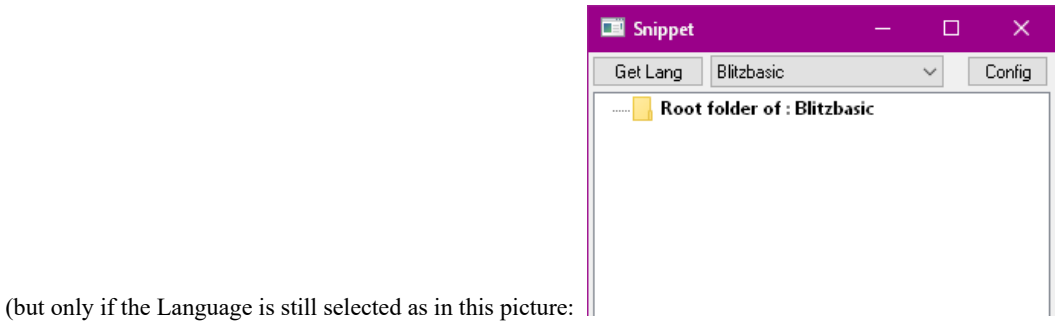 Snippet
Get Lang Blitzbasic Config
Root folder of : Blitzbasic
(but only if the Language is still selected as in this picture: